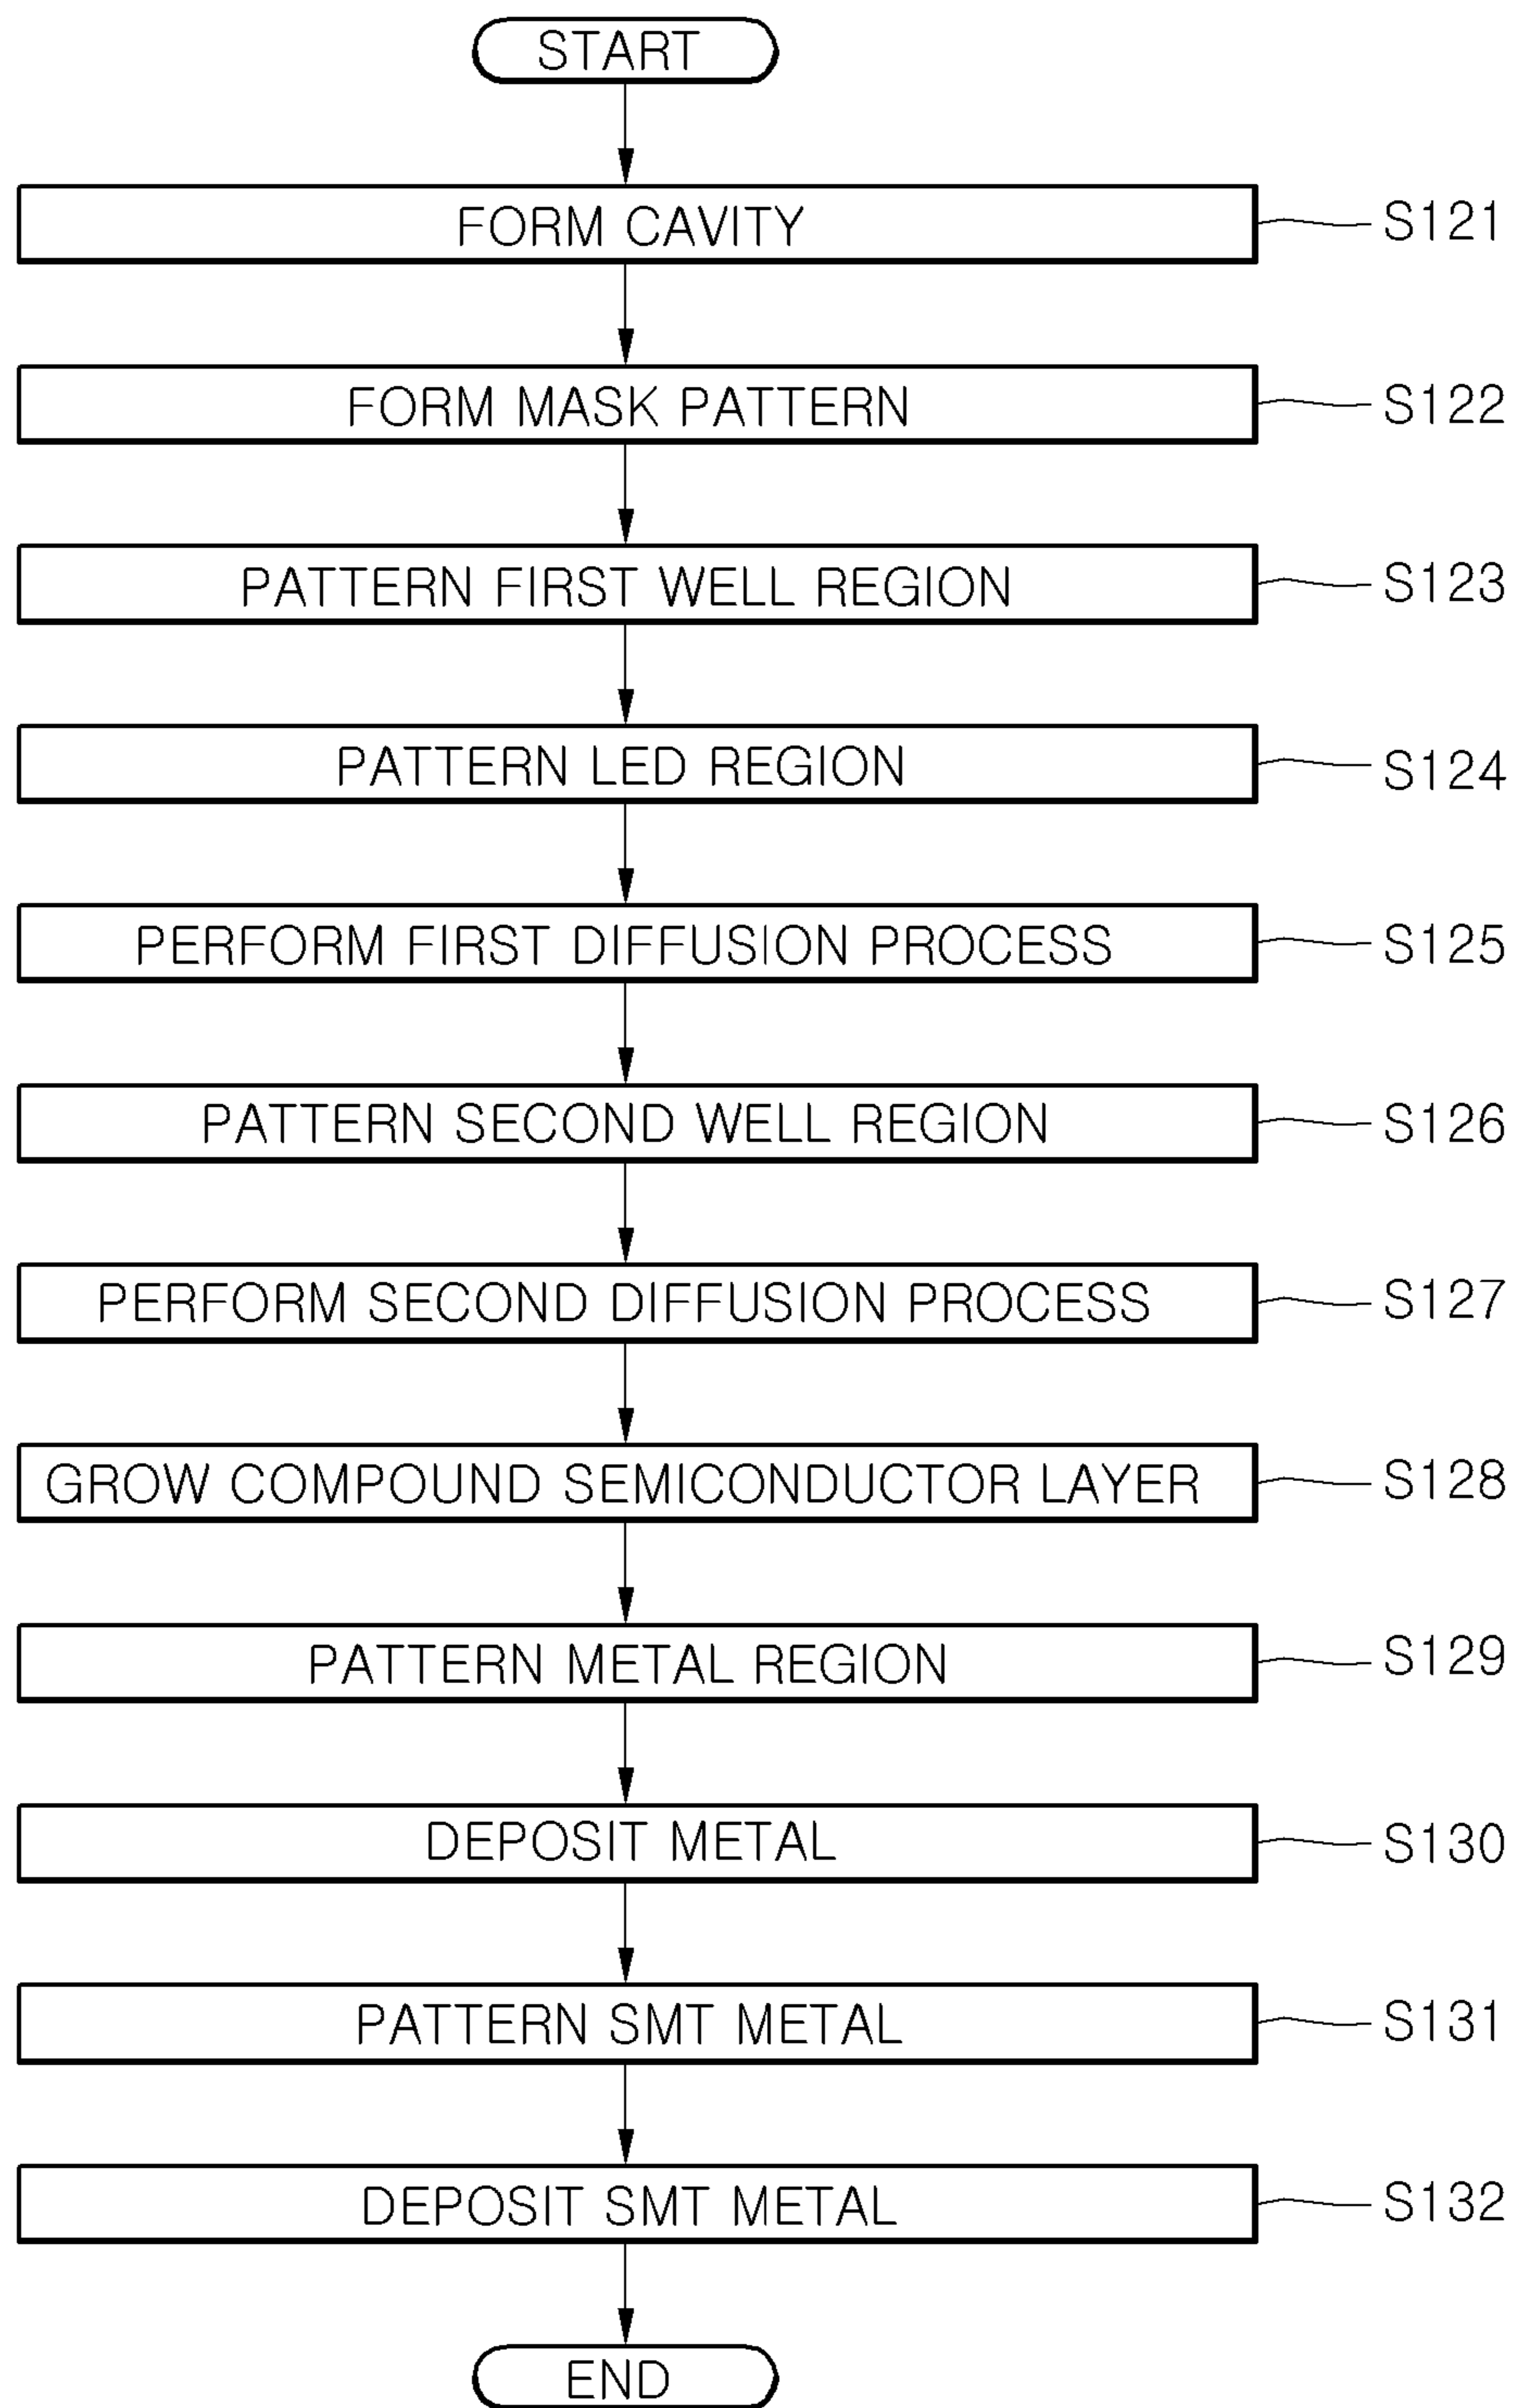 START
FORM CAVITY S121
FORM MASK PATTERN S122
PATTERN FIRST WELL REGION S123
PATTERN LED REGION S124
PERFORM FIRST DIFFUSION PROCESS S125
PATTERN SECOND WELL REGION S126
PERFORM SECOND DIFFUSION PROCESS S127
GROW COMPOUND SEMICONDUCTOR LAYER S128
PATTERN METAL REGION S129
DEPOSIT METAL S130
PATTERN SMT METAL S131
DEPOSIT SMT METAL S132
END